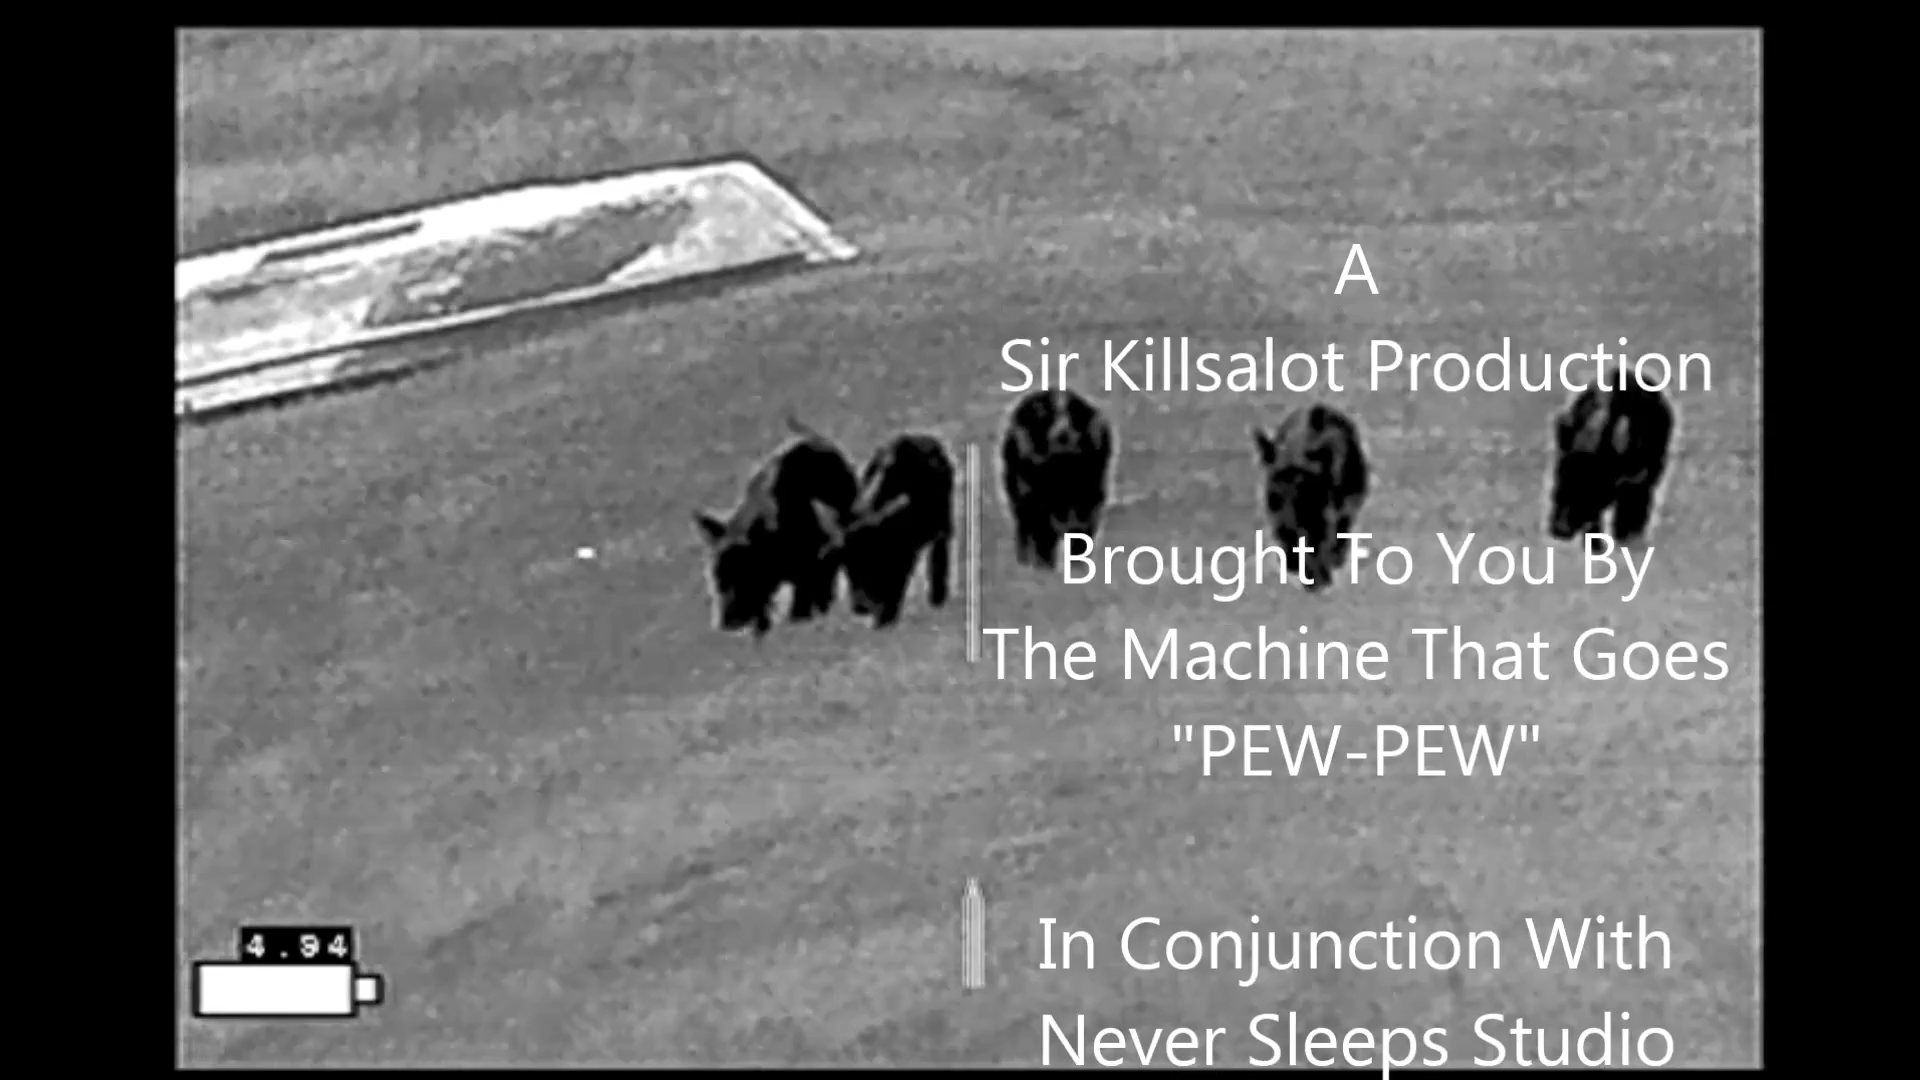 A
Sir Killsalot Production
Brought To You By
The Machine That Goes
"PEW-PEW"
4.94
In Conjunction With
Never Sleeps Studio